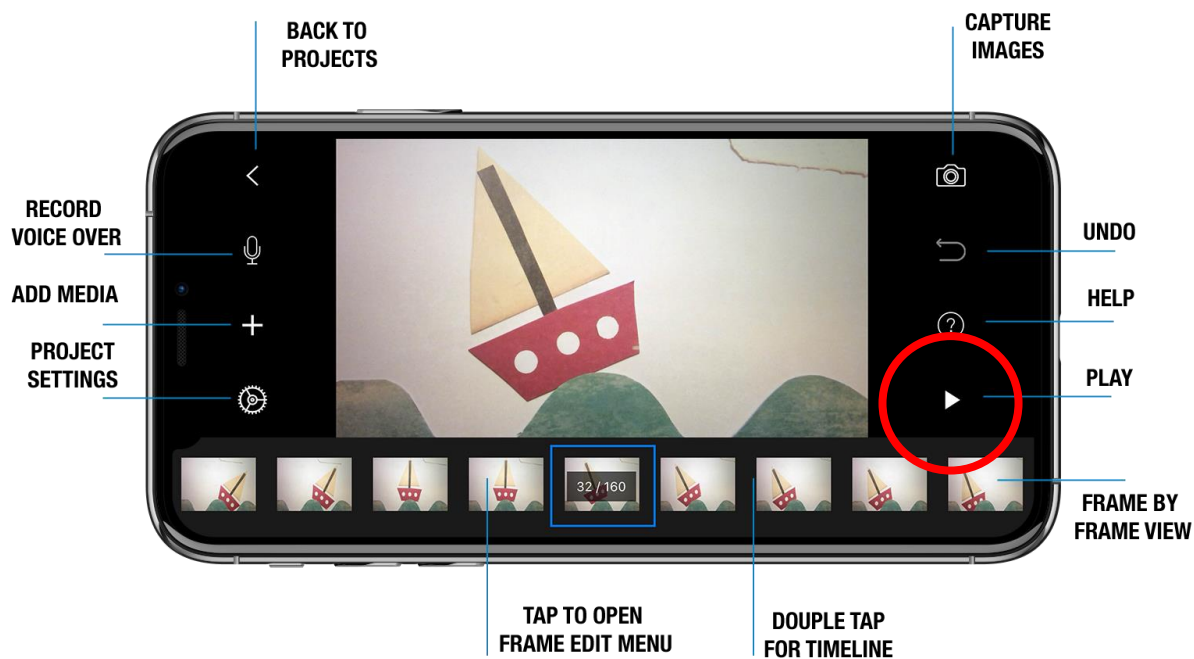 BACK TO
PROJECTS
CAPTURE
IMAGES
RECORD
VOICE OVER
UNDO
ADD MEDIA
HELP
?
PROJECT
SETTINGS
PLAY
32 / 160
FRAME BY
FRAME VIEW
TAP TO OPEN
FRAME EDIT MENU
DOUPLE TAP
FOR TIMELINE